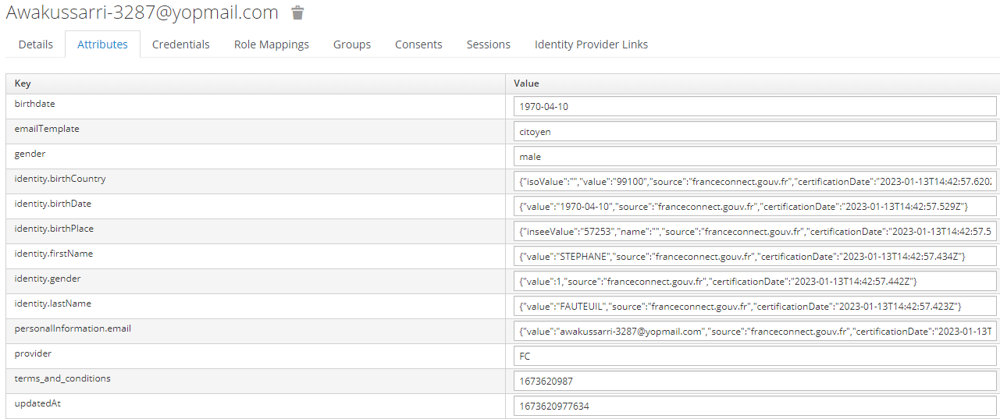 Awakussarri-3287@yopmail.com
Details Attributes Credentials Role Mappings Groups Consents Sessions Identity Provider Links
Key Value
birthdate 1970-04-10
emailTemplate citoyen
gender male
identity.birthCountry {"isoValue":"","value":"99100","source":"franceconnect.gouv.fr","certificationDate":"2023-01-13T14:42:57.620Z
identity.birthDate {"value":"1970-04-10","source":"franceconnect.gouv.fr","certificationDate":"2023-01-13T14:42:57.529Z"}
identity.birthPlace {"inseeValue":"57253","name":"","source":"franceconnect.gouv.fr","certificationDate":"2023-01-13T14:42:57.5
identity.firstName {"value":"STEPHANE","source":"franceconnect.gouv.fr","certificationDate":"2023-01-13T14:42:57.434Z"}
identity.gender {"value":1,"source":"franceconnect.gouv.fr","certificationDate":"2023-01-13T14:42:57.442Z"}
identity.lastName {"value":"FAUTEUIL","source":"franceconnect.gouv.fr","certificationDate":"2023-01-13T14:42:57.423Z"}
personalInformation.email {"value":"awakussarri-3287@yopmail.com","source":"franceconnect.gouv.fr","certificationDate":"2023-01-13T
provider FC
terms_and_conditions 1673620987
updatedAt 1673620977634